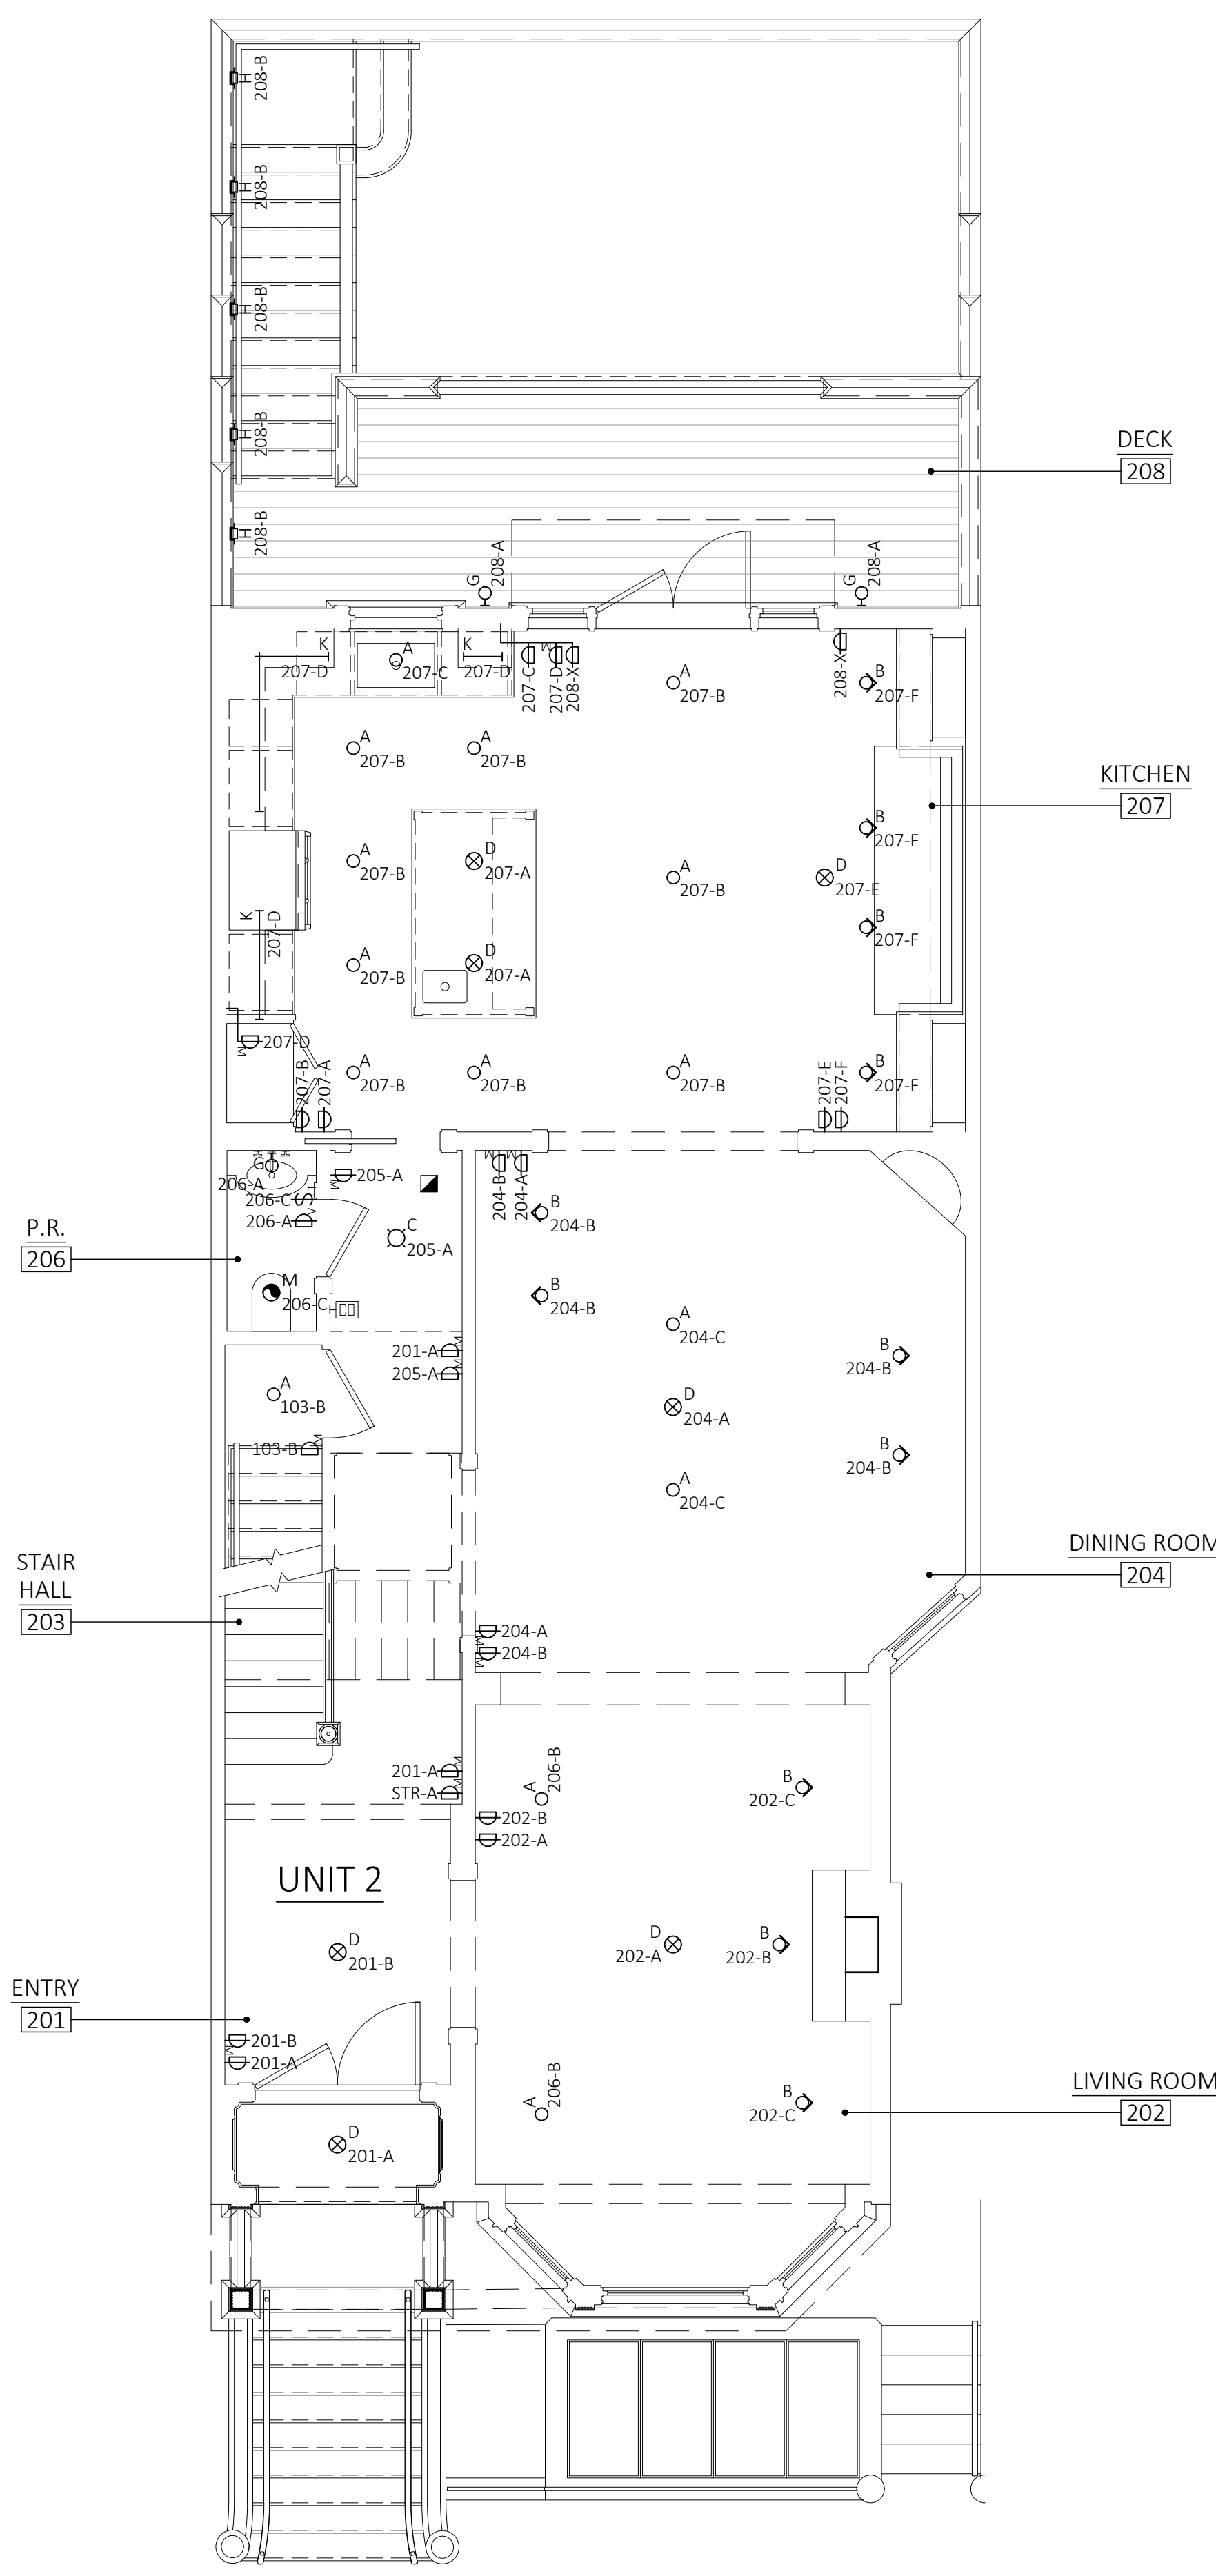 H
208-B
H
208-B
H
208-B
H
208-B
DECK
208
H
208-B
G
208-A
G
208-A
K
207-D
A
207-C
K
207-D
207-C
M
207-D
208-X
208-X
A
207-B
B
207-F
A
207-B
A
207-B
KITCHEN
207
B
207-F
A
207-B
D
207-A
A
207-B
D
207-E
K
207-D
B
207-F
A
207-B
D
207-A
M
207-D
207-B
207-A
A
207-B
A
207-B
A
207-B
207-E
207-F
B
207-F
G
206-A
M
205-A
M
204-B
M
204-A
206-C
T
V
206-A
P.R.
206
C
205-A
B
204-B
M
206-C
CO
B
204-B
A
204-C
201-A
M
205-A
M
B
204-B
A
103-B
D
204-A
103-B
M
B
204-B
A
204-C
STAIR
HALL
203
DINING ROOM
204
204-A
M
204-B
M
201-A
M
STR-A
M
A
206-B
B
202-C
202-B
202-A
UNIT 2
D
201-B
D
202-A
B
202-B
ENTRY
201
201-B
M
201-A
A
206-B
B
202-C
LIVING ROOM
202
D
201-A